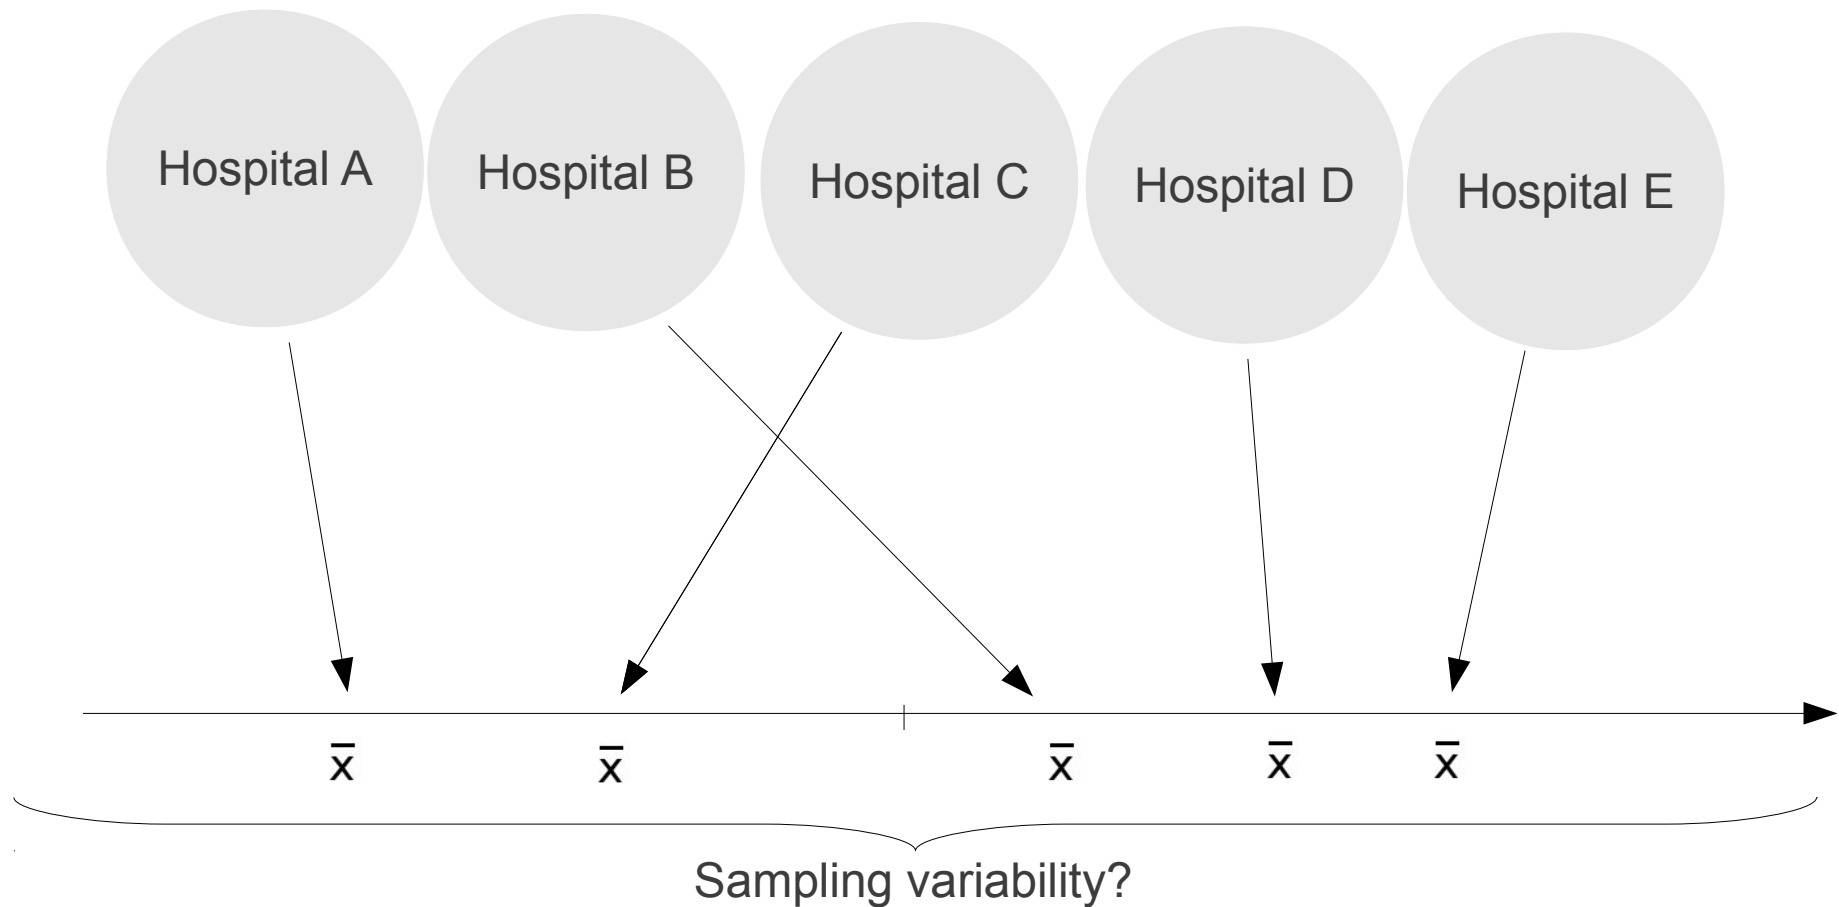 Hospital A
Hospital B
Hospital C
Hospital D
Hospital E
x̄ x̄ x̄ x̄ x̄
Sampling variability?